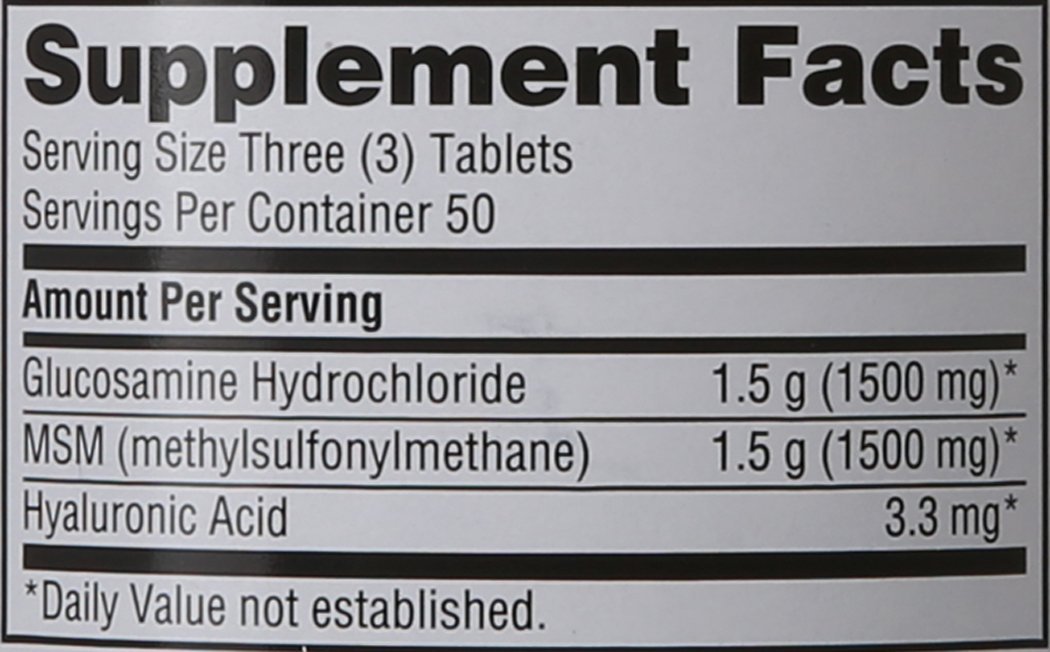 Supplement Facts
Serving Size Three (3) Tablets
Servings Per Container 50
Amount Per Serving
Glucosamine Hydrochloride 1.5 g (1500 mg)*
MSM (methylsulfonylmethane) 1.5 g (1500 mg)*
Hyaluronic Acid 3.3 mg*
*Daily Value not established.